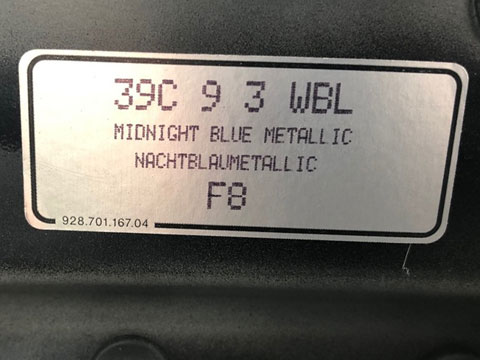 39C 9 3 WBL
MIDNIGHT BLUE METALLIC
NACHTBLAUMETALLIC
F8
928.701.167.04